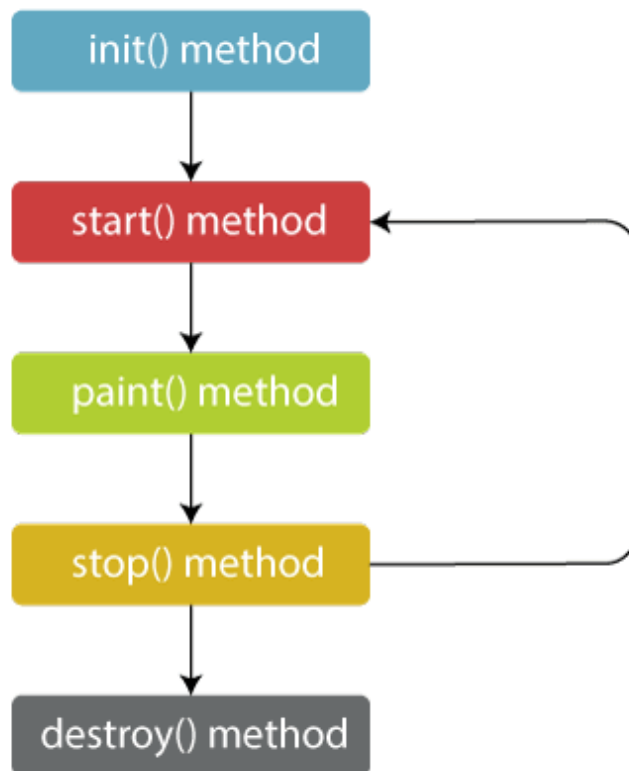 init() method
start() method
paint() method
stop() method
destroy() method